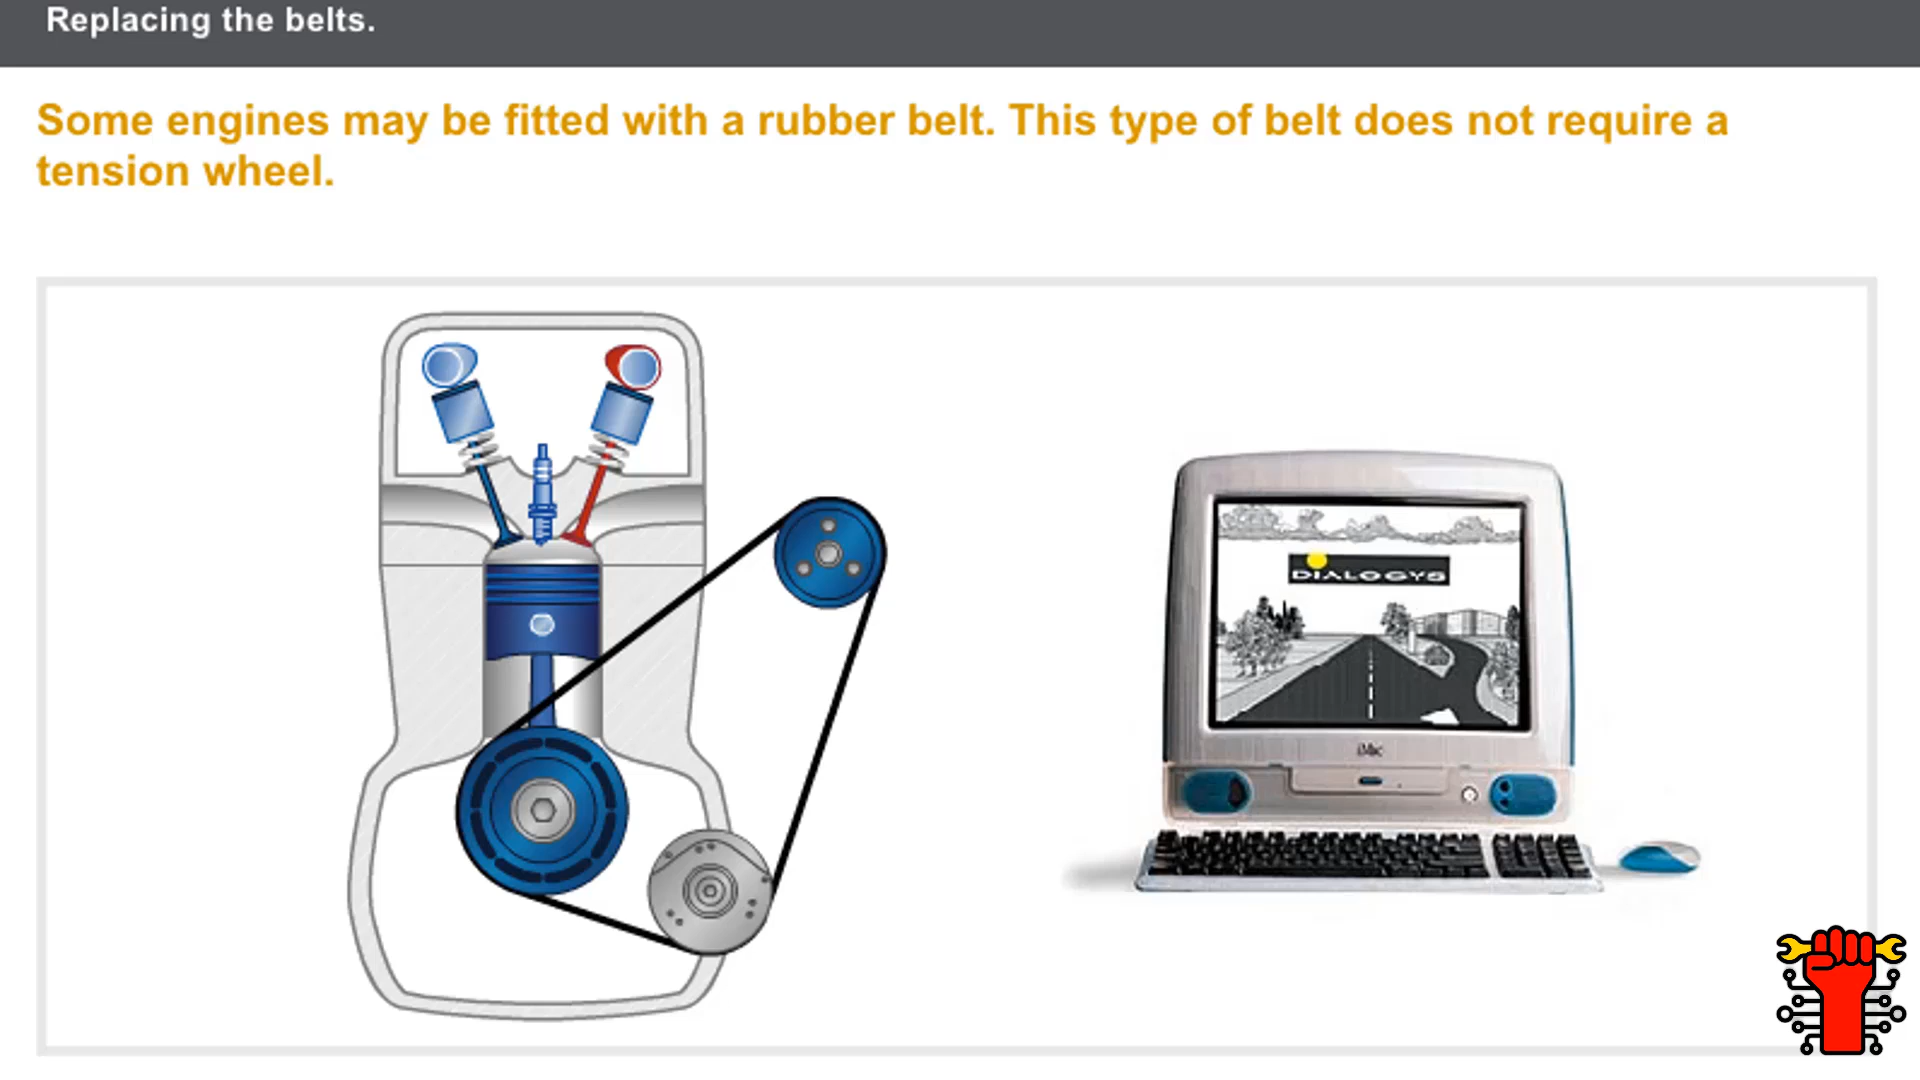 Replacing the belts.
Some engines may be fitted with a rubber belt. This type of belt does not require a
tension wheel.
DIALOGYS
iMac